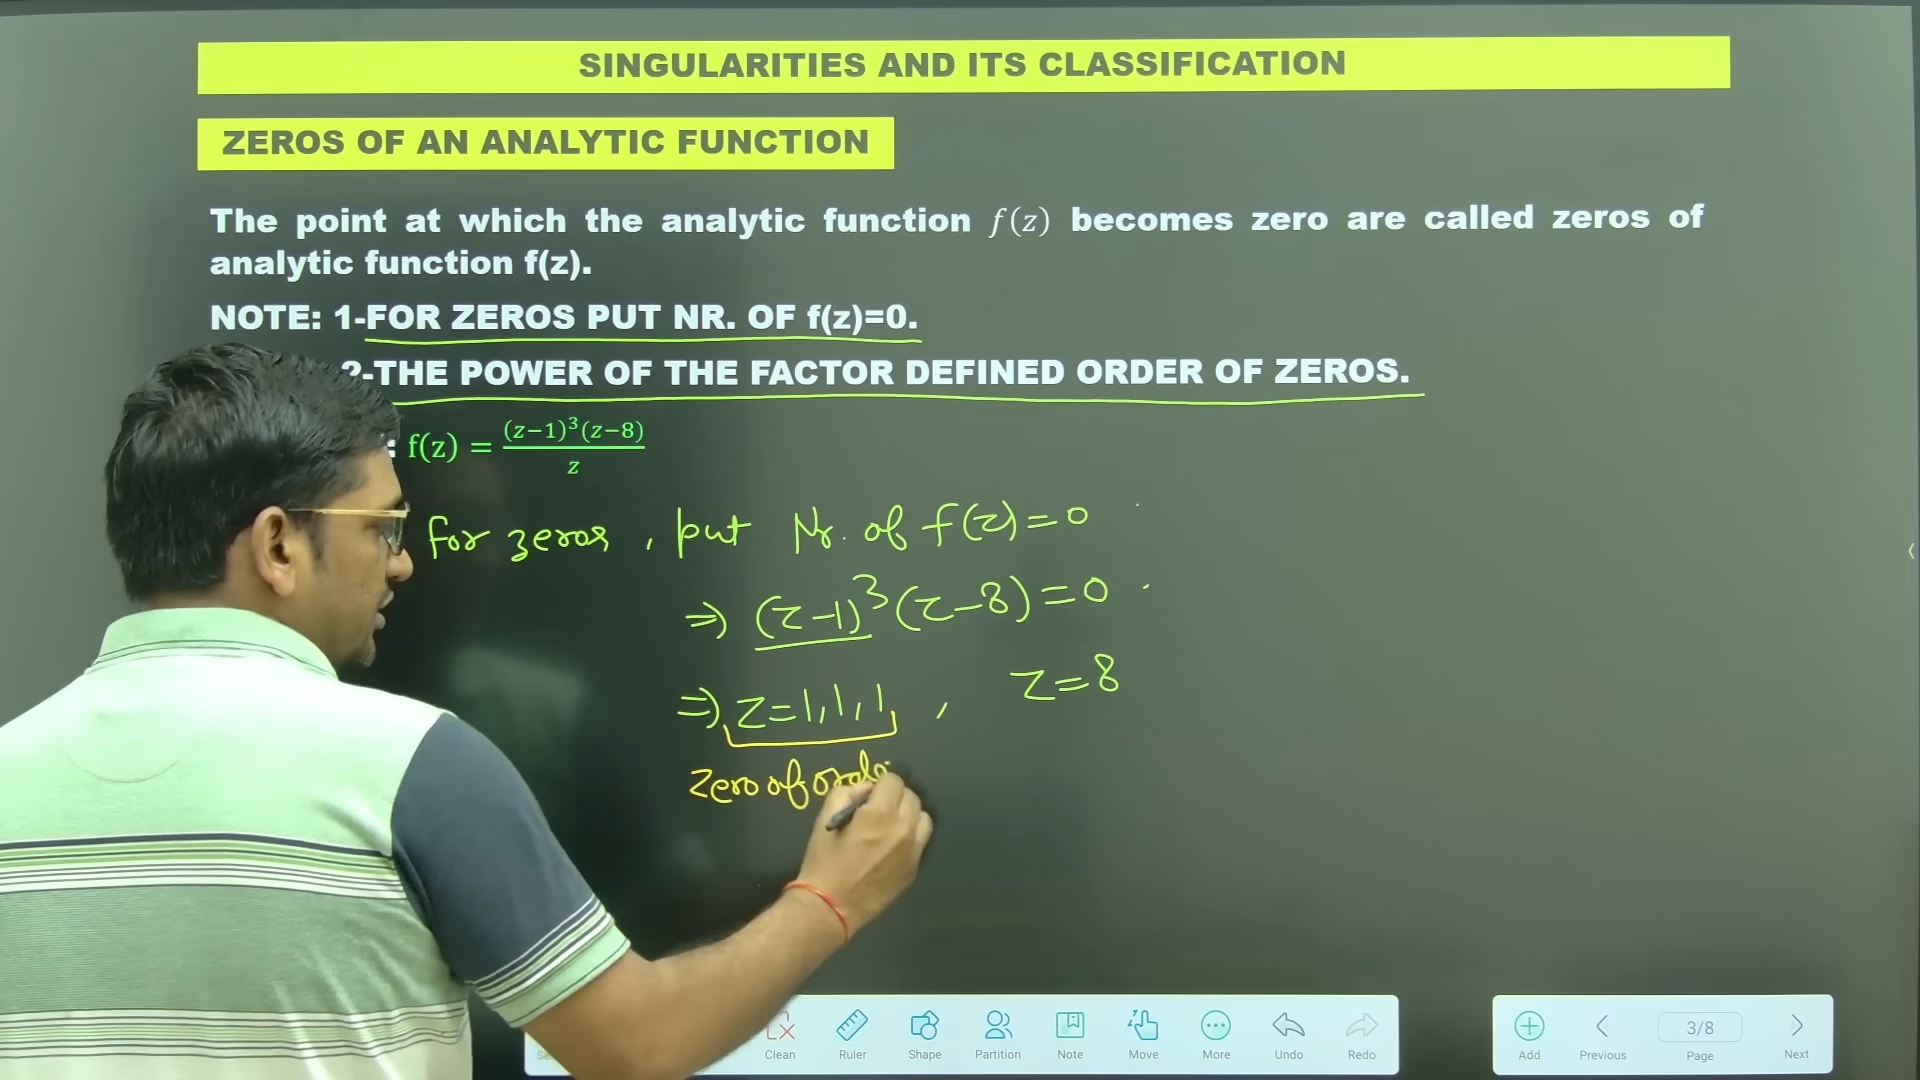 SINGULARITIES AND ITS CLASSIFICATION
ZEROS OF AN ANALYTIC FUNCTION
The point at which the analytic function f(z) becomes zero are called zeros of
analytic function f(z).
NOTE: 1-FOR ZEROS PUT NR. OF f(z)=0.
2-THE POWER OF THE FACTOR DEFINED ORDER OF ZEROS.
: f(z) = (z−1)³(z−8)/z
for zeros, put Nr. of f(z)=0
⇒ (z−1)³(z−8)=0
⇒ z=1,1,1, z=8
zero of orde
Clean Ruler Shape Partition Note Move More Undo Redo
Add Previous 3/8 Page Next